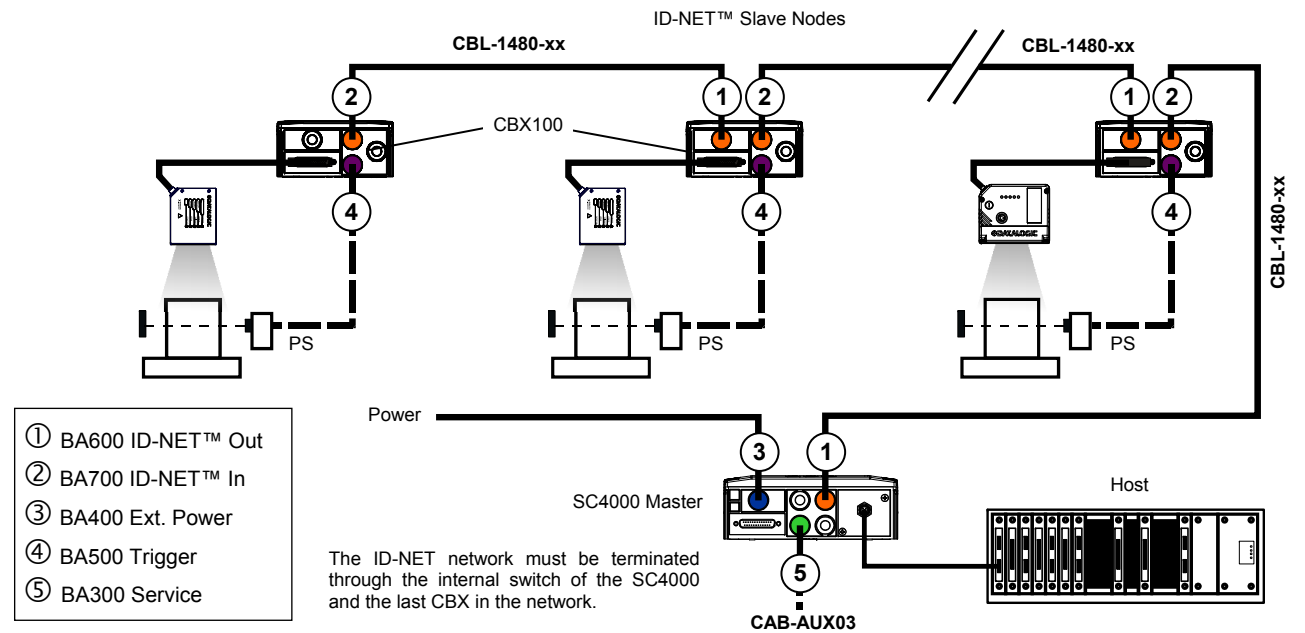 ID-NET™ Slave Nodes
CBL-1480-xx
CBL-1480-xx
2
1
2
1
2
CBX100
4
4
4
DATALOGIC
CBL-1480-xx
PS
PS
PS
① BA600 ID-NET™ Out
② BA700 ID-NET™ In
③ BA400 Ext. Power
④ BA500 Trigger
⑤ BA300 Service
Power
3
1
SC4000 Master
Host
The ID-NET network must be terminated
through the internal switch of the SC4000
and the last CBX in the network.
5
CAB-AUX03